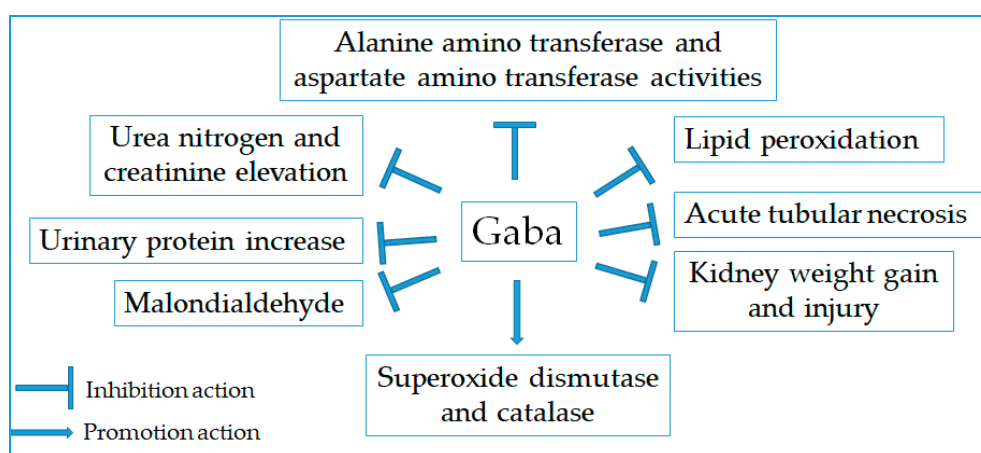 Alanine amino transferase and
aspartate amino transferase activities
Urea nitrogen and
creatinine elevation
Lipid peroxidation
Urinary protein increase
Gaba
Acute tubular necrosis
Malondialdehyde
Kidney weight gain
and injury
Superoxide dismutase
and catalase
Inhibition action
Promotion action